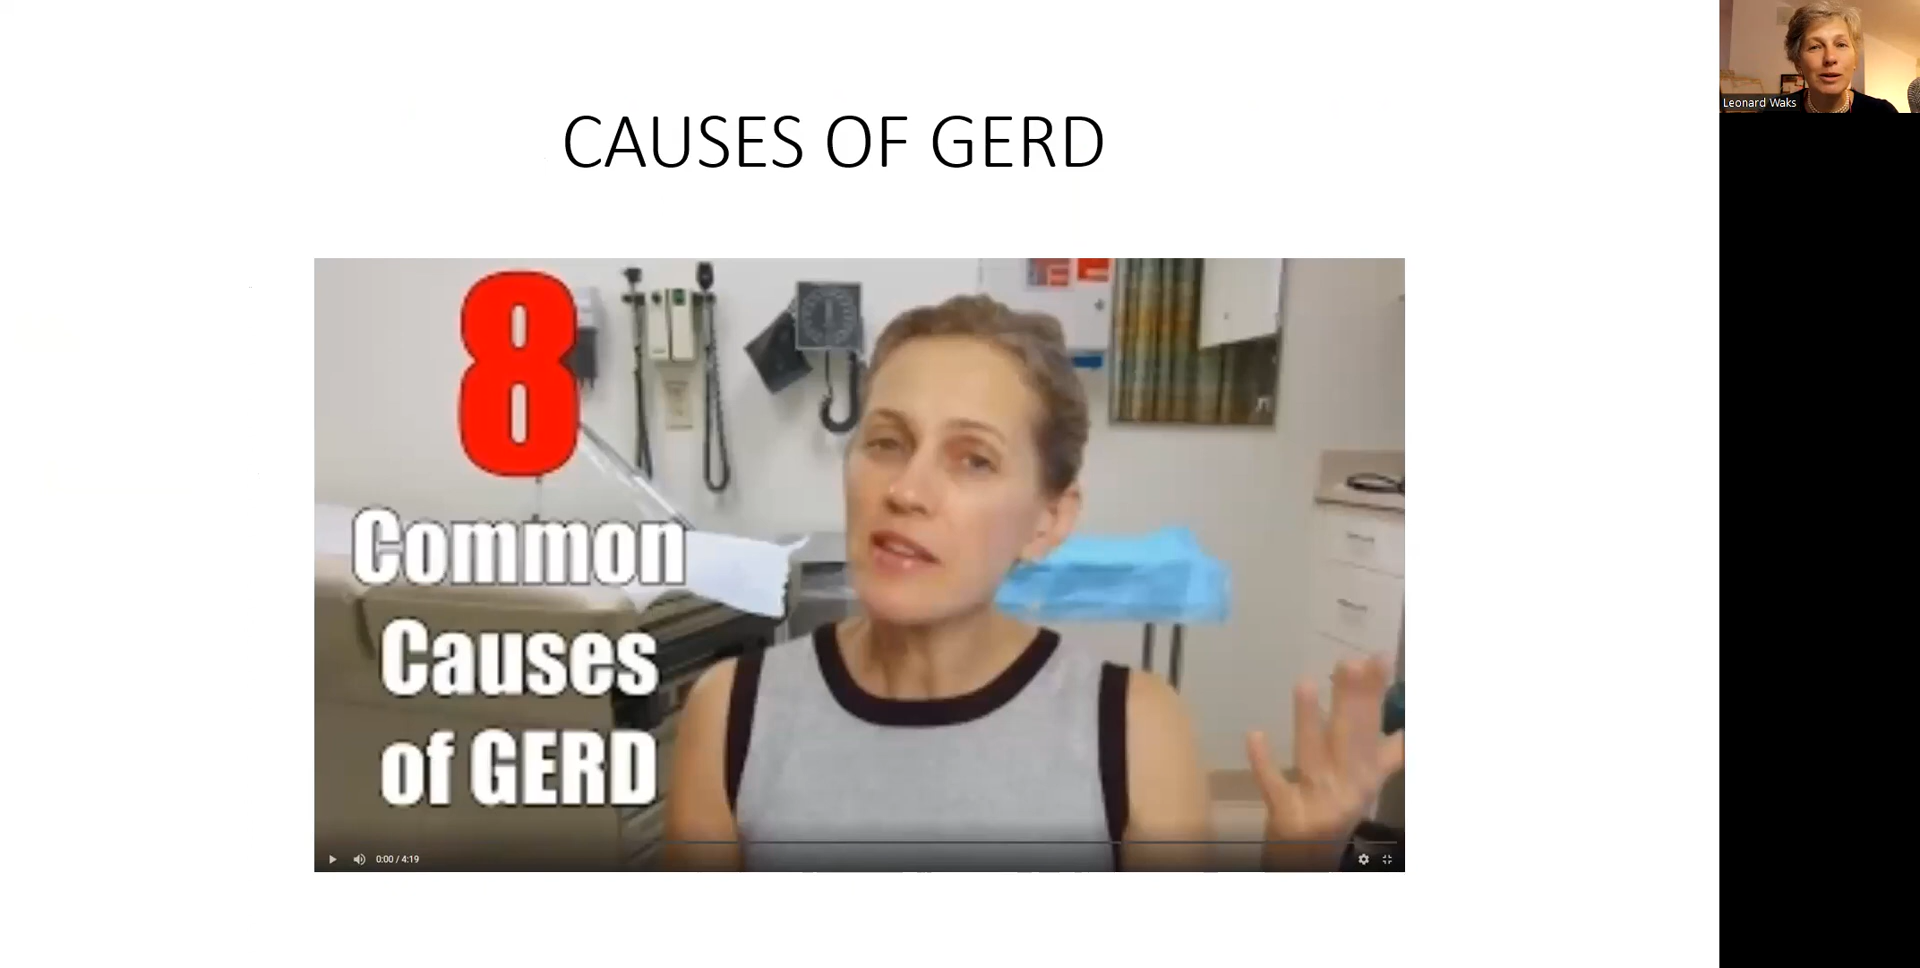 CAUSES OF GERD
8
Common
Causes
of GERD
0:00 / 4:19
Leonard Waks